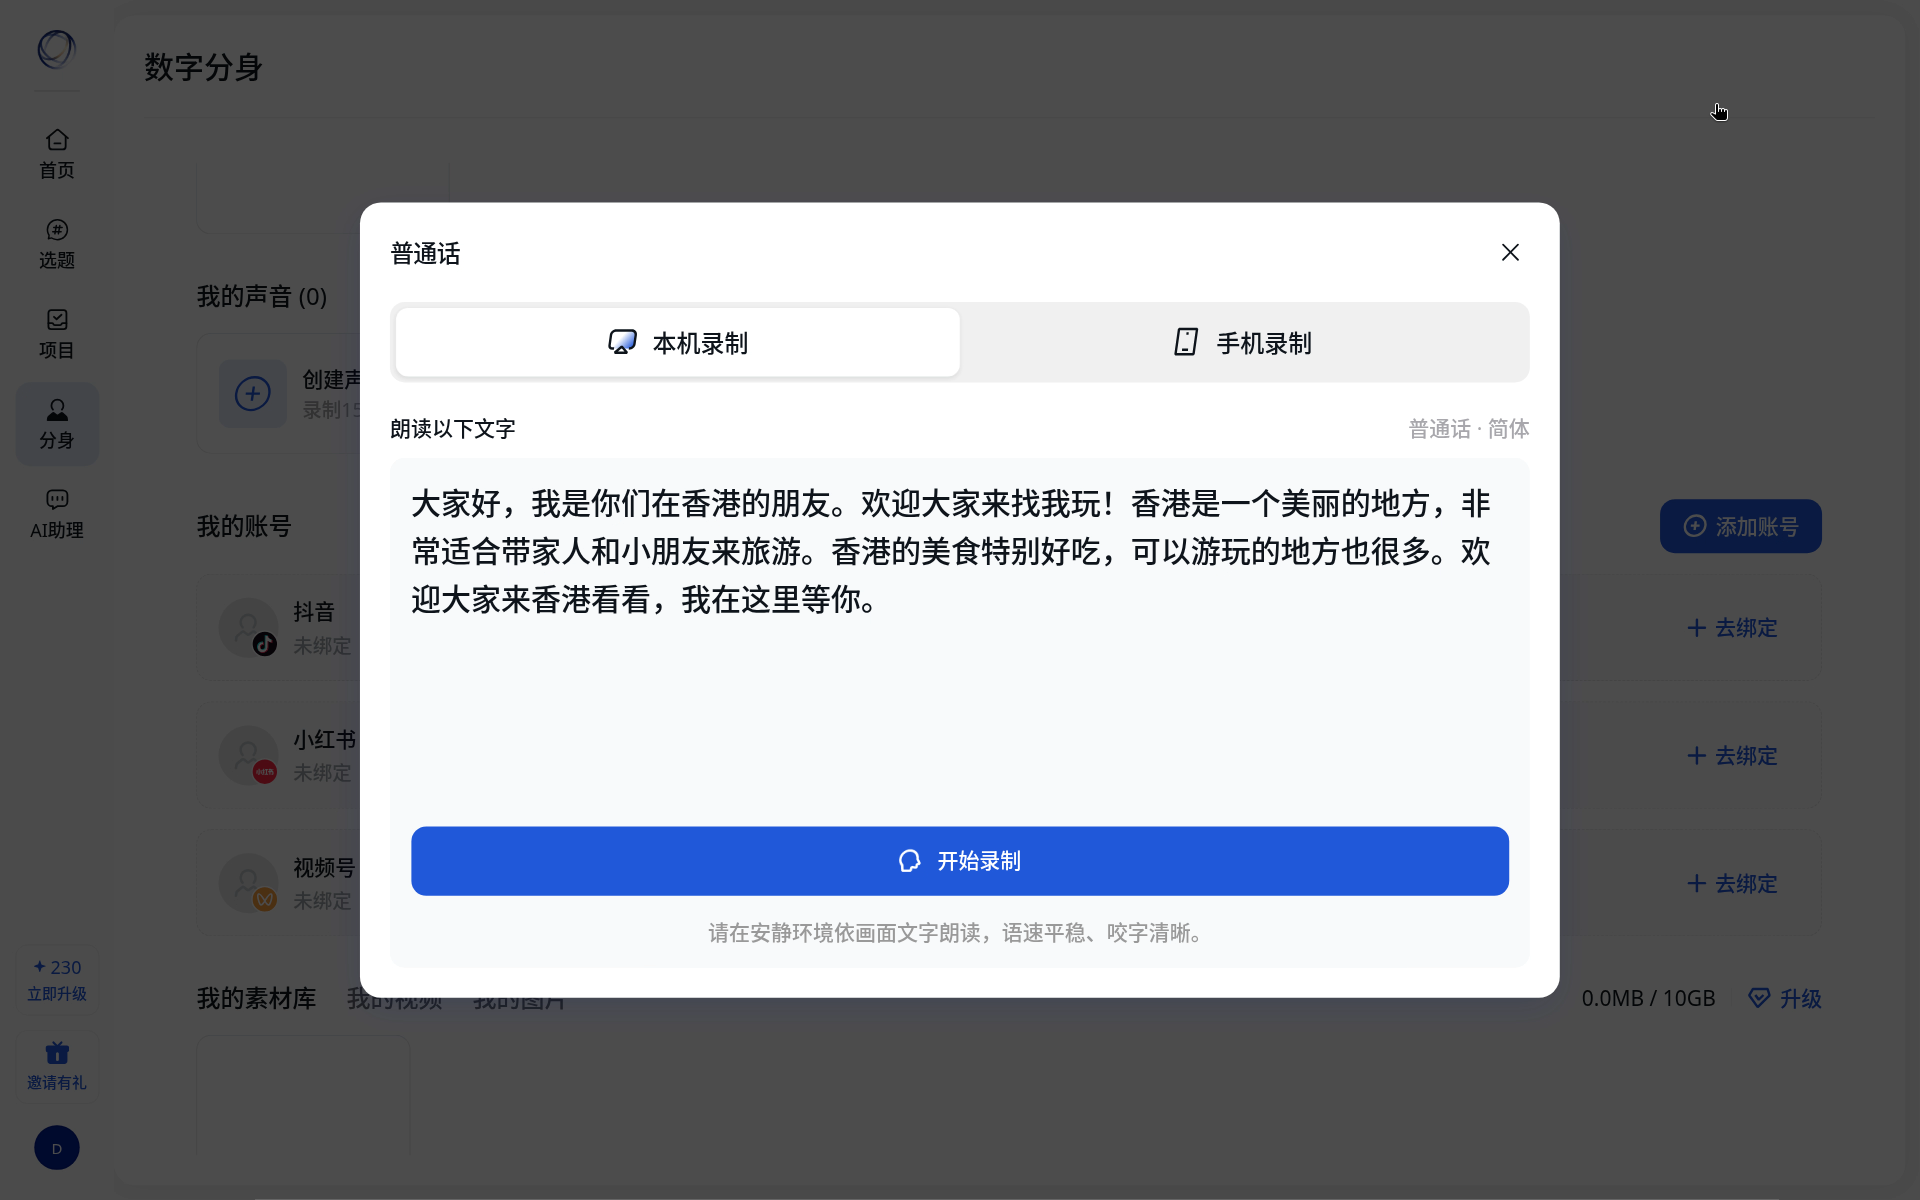 数字分身
首页
选题
项目
分身
AI助理
230
立即升级
邀请有礼
D
我的声音 (0)
创建声
录制15
我的账号
添加账号
抖音
未绑定
去绑定
小红书
未绑定
去绑定
视频号
未绑定
去绑定
我的素材库
我的视频
我的图片
0.0MB / 10GB
升级
普通话
本机录制
手机录制
朗读以下文字
普通话 · 简体
大家好，我是你们在香港的朋友。欢迎大家来找我玩！香港是一个美丽的地方，非
常适合带家人和小朋友来旅游。香港的美食特别好吃，可以游玩的地方也很多。欢
迎大家来香港看看，我在这里等你。
开始录制
请在安静环境依画面文字朗读，语速平稳、咬字清晰。